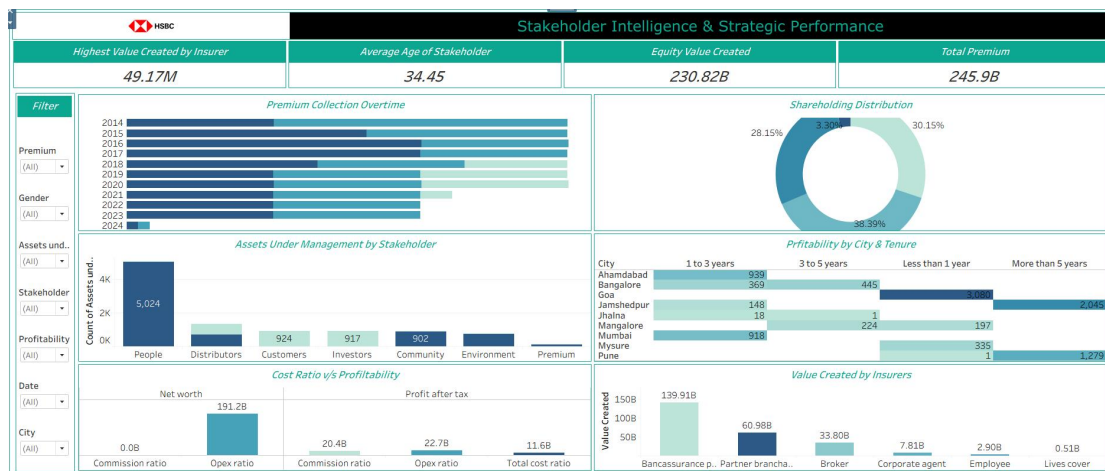 HSBC
Stakeholder Intelligence & Strategic Performance
Highest Value Created by Insurer
49.17M
Average Age of Stakeholder
34.45
Equity Value Created
230.82B
Total Premium
245.9B
Filter
Premium
(All)
Gender
(All)
Assets und..
(All)
Stakeholder
(All)
Profitability
(All)
Date
(All)
City
(All)
Premium Collection Overtime
2014
2015
2016
2017
2018
2019
2020
2021
2022
2023
2024
Shareholding Distribution
28.15%
3.30%
30.15%
38.39%
Assets Under Management by Stakeholder
Count of Assets und..
4K
2K
0K
5,024
924
917
902
People Distributors Customers Investors Community Environment Premium
Prfitability by City & Tenure
City 1 to 3 years 3 to 5 years Less than 1 year More than 5 years
Ahamdabad 939
Bangalore 369 445
Goa 3,080
Jamshedpur 148 2,045
Jhalna 18 1
Mangalore 224 197
Mumbai 918
Mysure 335
Pune 1 1,279
Cost Ratio v/s Profiltability
Net worth Profit after tax
0.0B 191.2B 20.4B 22.7B 11.6B
Commission ratio Opex ratio Commission ratio Opex ratio Total cost ratio
Value Created by Insurers
Value Created
150B
100B
50B
139.91B
60.98B
33.80B
7.81B
2.90B
0.51B
Bancassurance p.. Partner brancha.. Broker Corporate agent Employee Lives cover